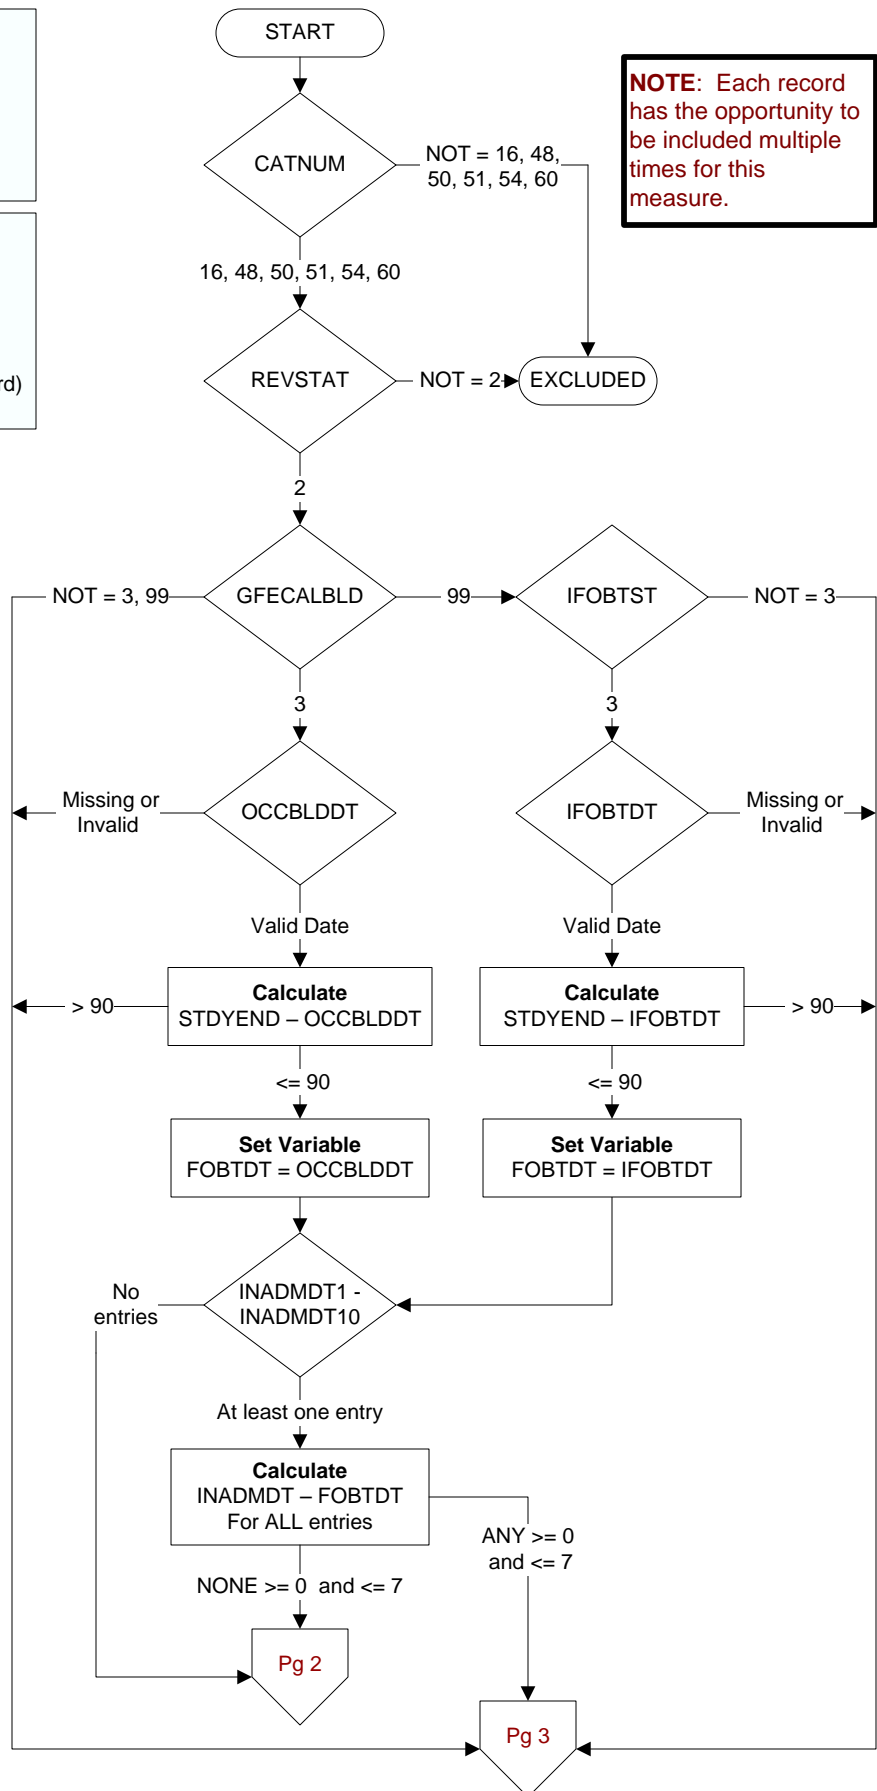 START
NOTE: Each record
has the opportunity to
be included multiple
times for this
measure.
CATNUM
NOT = 16, 48,
50, 51, 54, 60
16, 48, 50, 51, 54, 60
REVSTAT
NOT = 2
EXCLUDED
rd)
2
NOT = 3, 99
GFECALBLD
99
IFOBTST
NOT = 3
3
3
Missing or
Invalid
OCCBLDDT
IFOBTDT
Missing or
Invalid
Valid Date
Valid Date
> 90
Calculate
STDYEND – OCCBLDDT
Calculate
STDYEND – IFOBTDT
> 90
<= 90
<= 90
Set Variable
FOBTDT = OCCBLDDT
Set Variable
FOBTDT = IFOBTDT
No
entries
INADMDT1 -
INADMDT10
At least one entry
Calculate
INADMDT – FOBTDT
For ALL entries
ANY >= 0
and <= 7
NONE >= 0 and <= 7
Pg 2
Pg 3